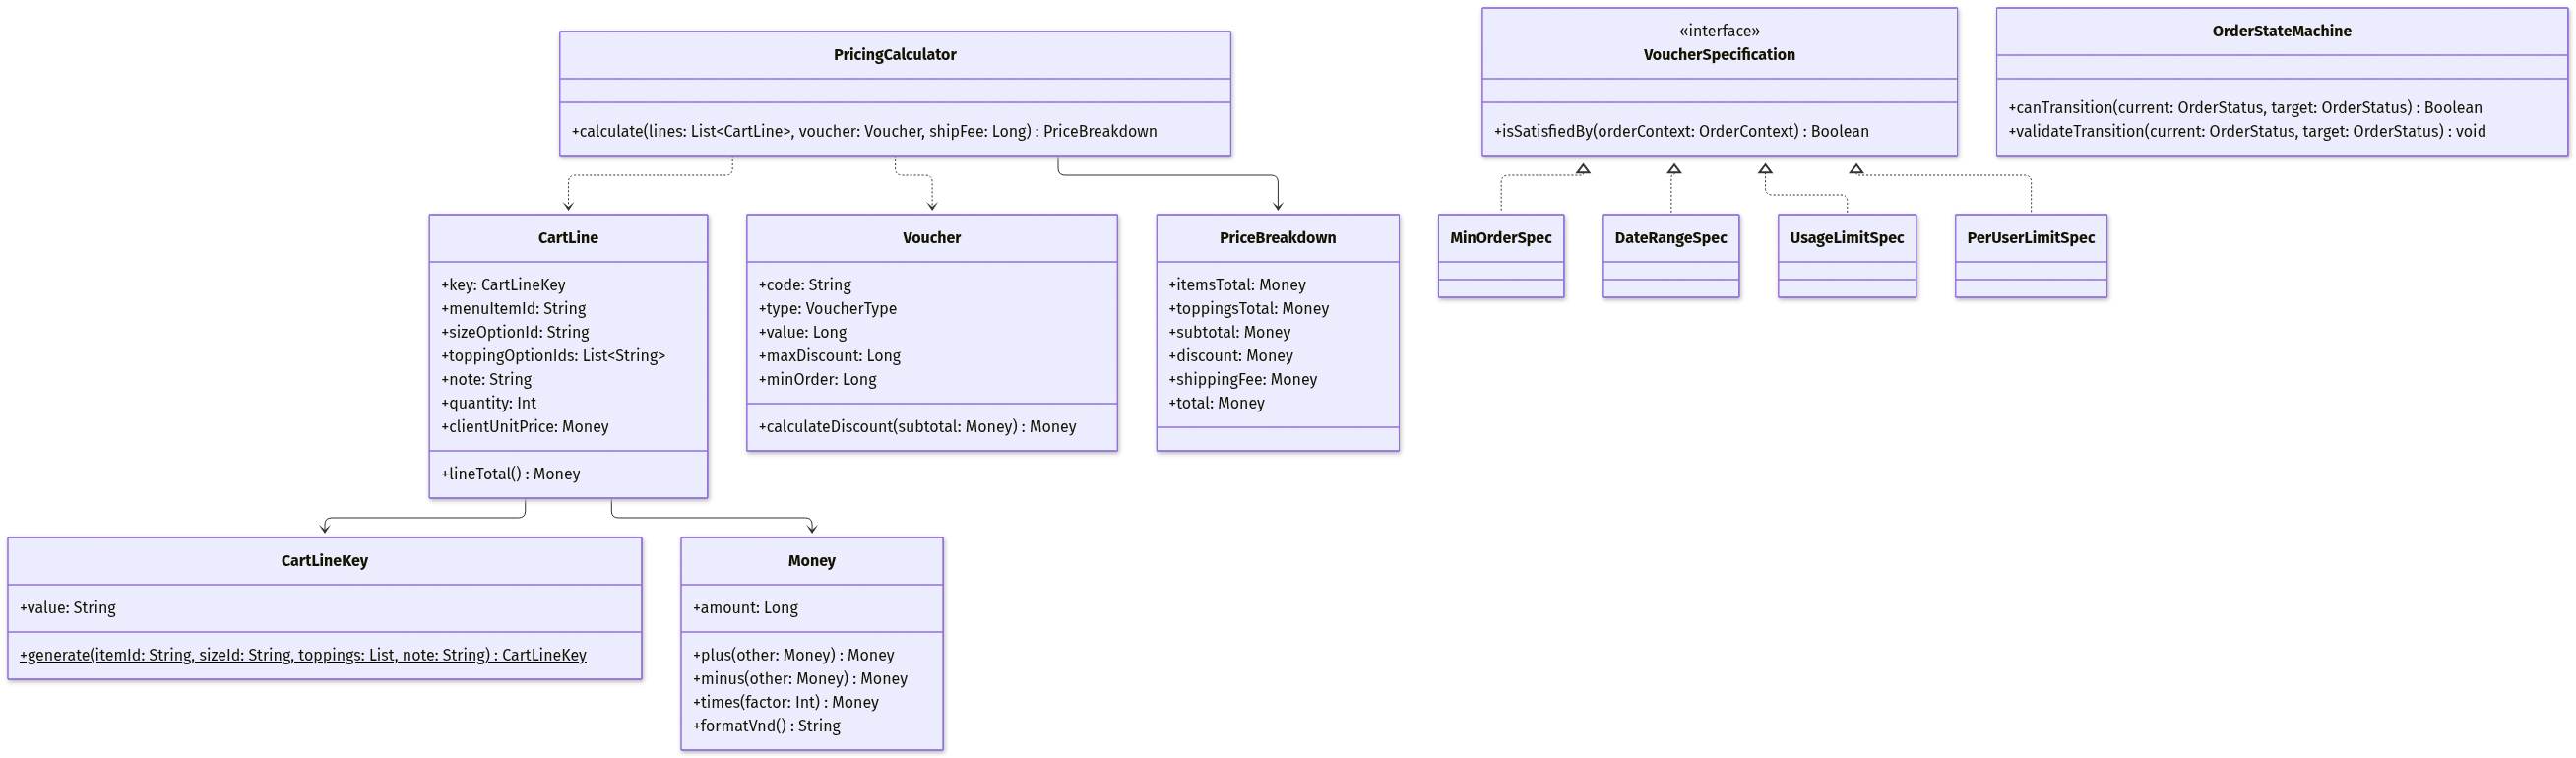 PricingCalculator
+calculate(lines: List<CartLine>, voucher: Voucher, shipFee: Long) : PriceBreakdown
«interface»
VoucherSpecification
+isSatisfiedBy(orderContext: OrderContext) : Boolean
OrderStateMachine
+canTransition(current: OrderStatus, target: OrderStatus) : Boolean
+validateTransition(current: OrderStatus, target: OrderStatus) : void
CartLine
+key: CartLineKey
+menuItemId: String
+sizeOptionId: String
+toppingOptionIds: List<String>
+note: String
+quantity: Int
+clientUnitPrice: Money
+lineTotal() : Money
Voucher
+code: String
+type: VoucherType
+value: Long
+maxDiscount: Long
+minOrder: Long
+calculateDiscount(subtotal: Money) : Money
PriceBreakdown
+itemsTotal: Money
+toppingsTotal: Money
+subtotal: Money
+discount: Money
+shippingFee: Money
+total: Money
MinOrderSpec
DateRangeSpec
UsageLimitSpec
PerUserLimitSpec
CartLineKey
+value: String
+generate(itemId: String, sizeId: String, toppings: List, note: String) : CartLineKey
Money
+amount: Long
+plus(other: Money) : Money
+minus(other: Money) : Money
+times(factor: Int) : Money
+formatVnd() : String